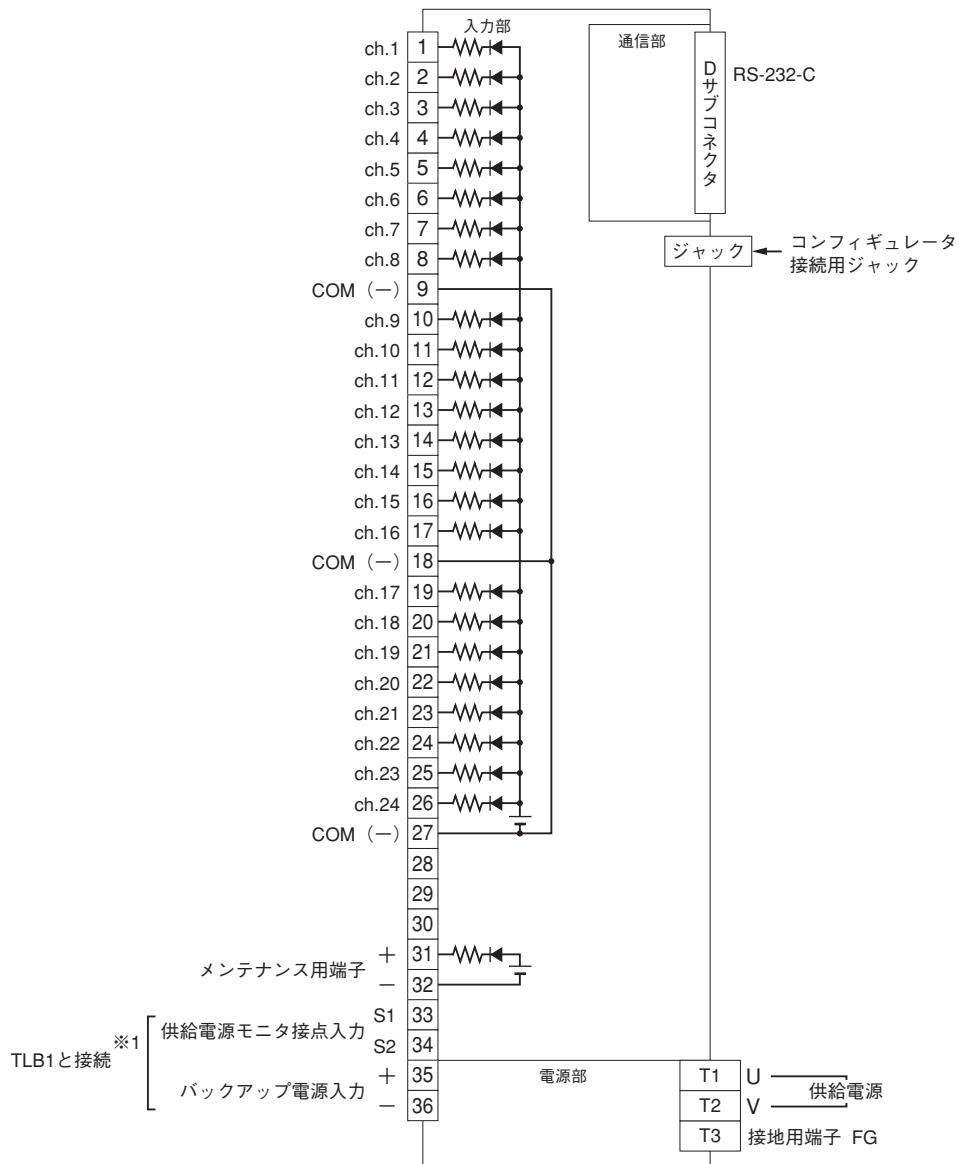 入力部
ch.1 1
ch.2 2
ch.3 3
ch.4 4
ch.5 5
ch.6 6
ch.7 7
ch.8 8
COM（－） 9
ch.9 10
ch.10 11
ch.11 12
ch.12 13
ch.13 14
ch.14 15
ch.15 16
ch.16 17
COM（－） 18
ch.17 19
ch.18 20
ch.19 21
ch.20 22
ch.21 23
ch.22 24
ch.23 25
ch.24 26
COM（－） 27
28
29
30
メンテナンス用端子
＋ 31
－ 32
TLB1と接続 ※1
供給電源モニタ接点入力
S1 33
S2 34
バックアップ電源入力
＋ 35
－ 36
通信部
Dサブコネクタ
RS-232-C
ジャック
コンフィギュレータ
接続用ジャック
電源部
T1 U
T2 V
供給電源
T3 接地用端子 FG